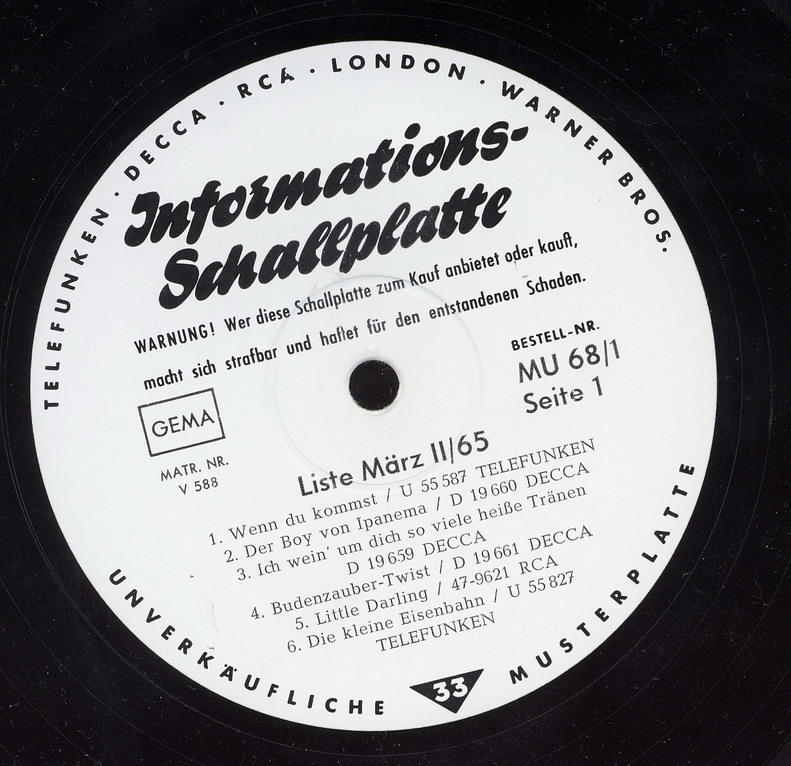 TELEFUNKEN · DECCA · RCA · LONDON · WARNER BROS.
Informations-
Schallplatte
WARNUNG! Wer diese Schallplatte zum Kauf anbietet oder kauft,
macht sich strafbar und haftet für den entstandenen Schaden.
GEMA
MATR. NR.
V 588
BESTELL-NR.
MU 68/1
Seite 1
Liste März II/65
1. Wenn du kommst / U 55 587 TELEFUNKEN
2. Der Boy von Ipanema / D 19 660 DECCA
3. Ich wein' um dich so viele heiße Tränen
D 19 659 DECCA
4. Budenzauber-Twist / D 19 661 DECCA
5. Little Darling / 47-9621 RCA
6. Die kleine Eisenbahn / U 55 827
TELEFUNKEN
UNVERKÄUFLICHE 33 MUSTERPLATTE